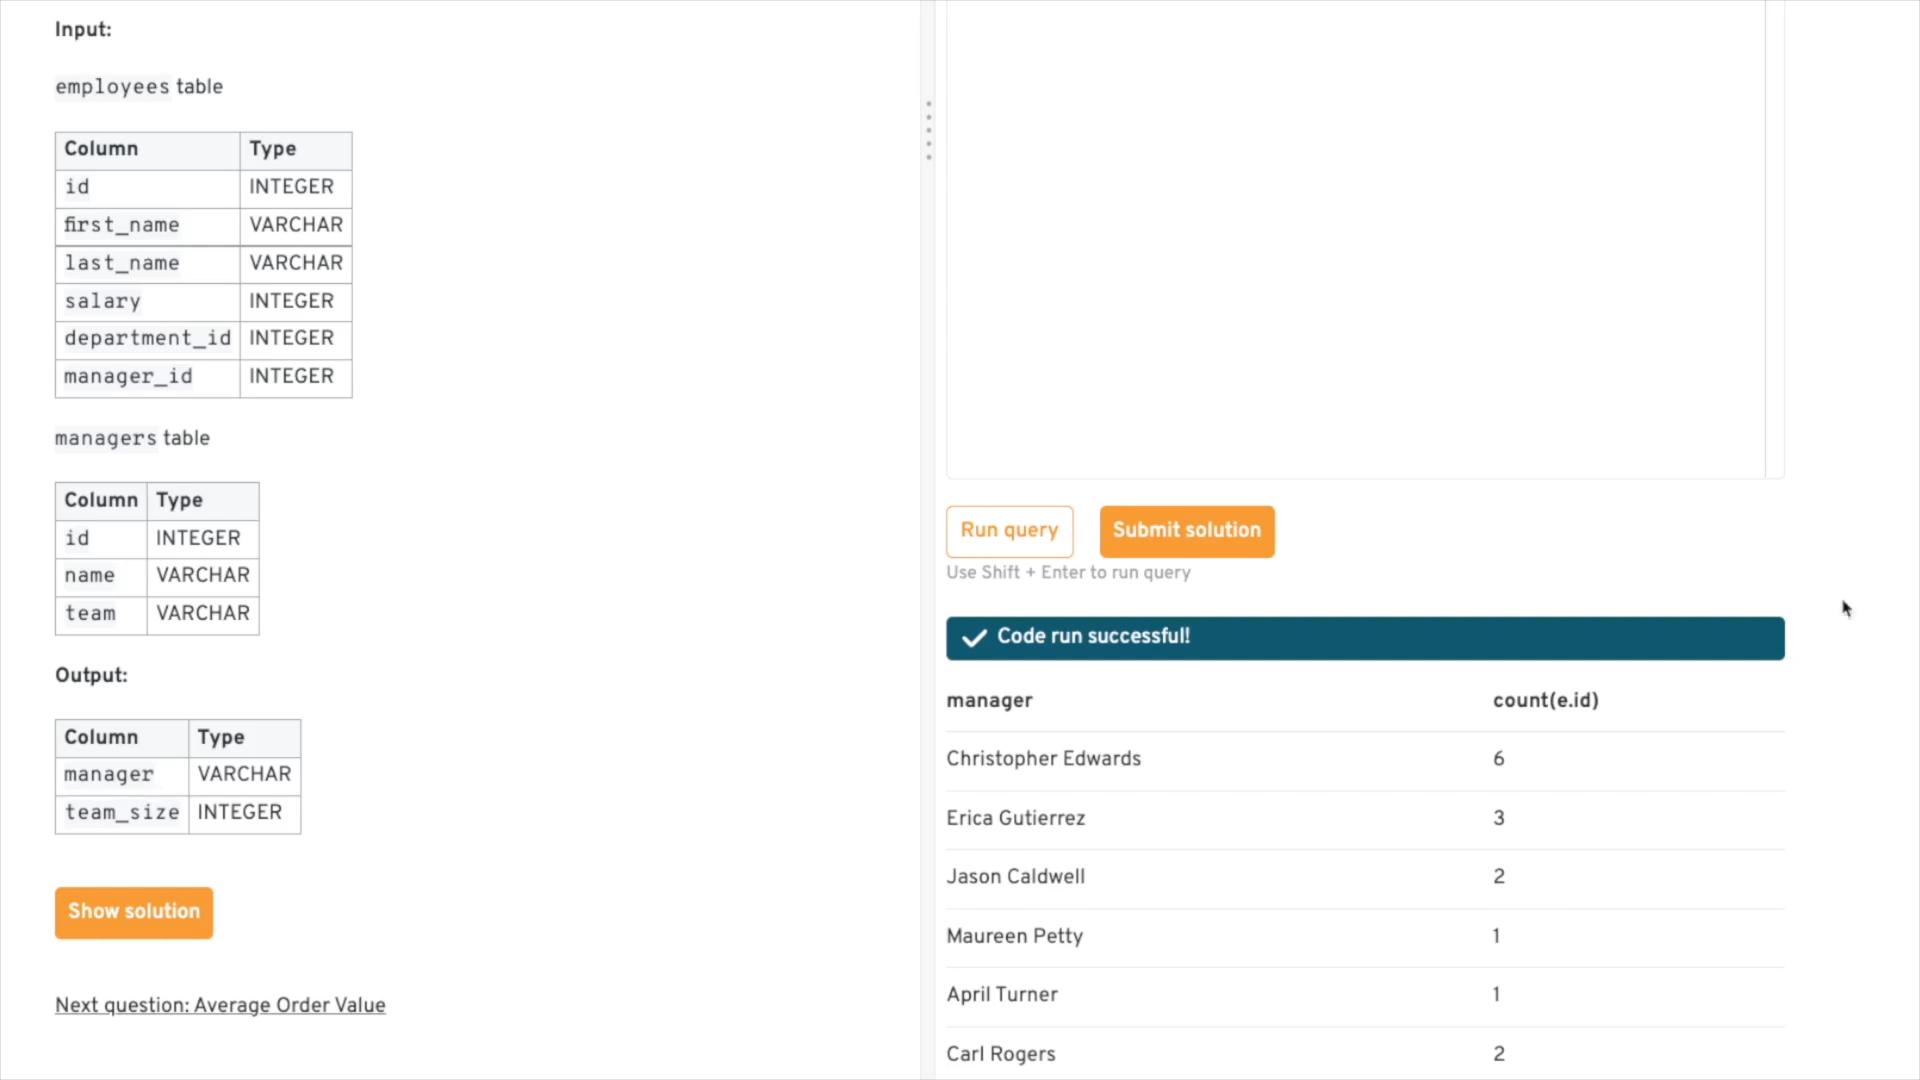 Input:
employees table
Column Type
id INTEGER
first_name VARCHAR
last_name VARCHAR
salary INTEGER
department_id INTEGER
manager_id INTEGER
managers table
Column Type
id INTEGER
name VARCHAR
team VARCHAR
Output:
Column Type
manager VARCHAR
team_size INTEGER
Show solution
Next question: Average Order Value
Run query Submit solution
Use Shift + Enter to run query
Code run successful!
manager count(e.id)
Christopher Edwards 6
Erica Gutierrez 3
Jason Caldwell 2
Maureen Petty 1
April Turner 1
Carl Rogers 2